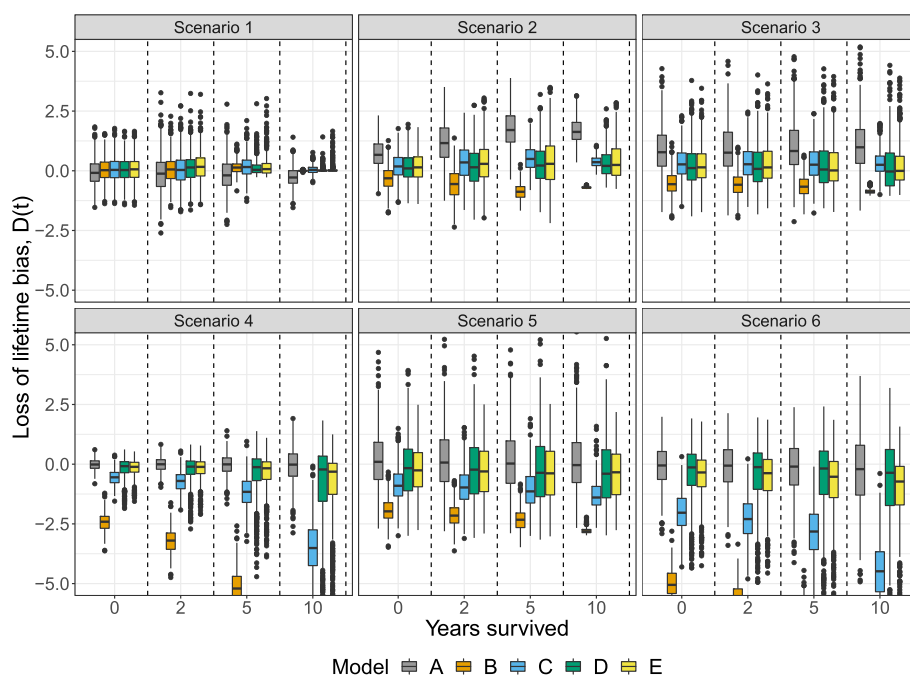 Scenario 1
Scenario 2
Scenario 3
5.0
2.5
0.0
−2.5
−5.0
Scenario 4
Scenario 5
Scenario 6
5.0
2.5
0.0
−2.5
−5.0
0 2 5 10
0 2 5 10
0 2 5 10
Loss of lifetime bias, D(t)
Years survived
Model A B C D E